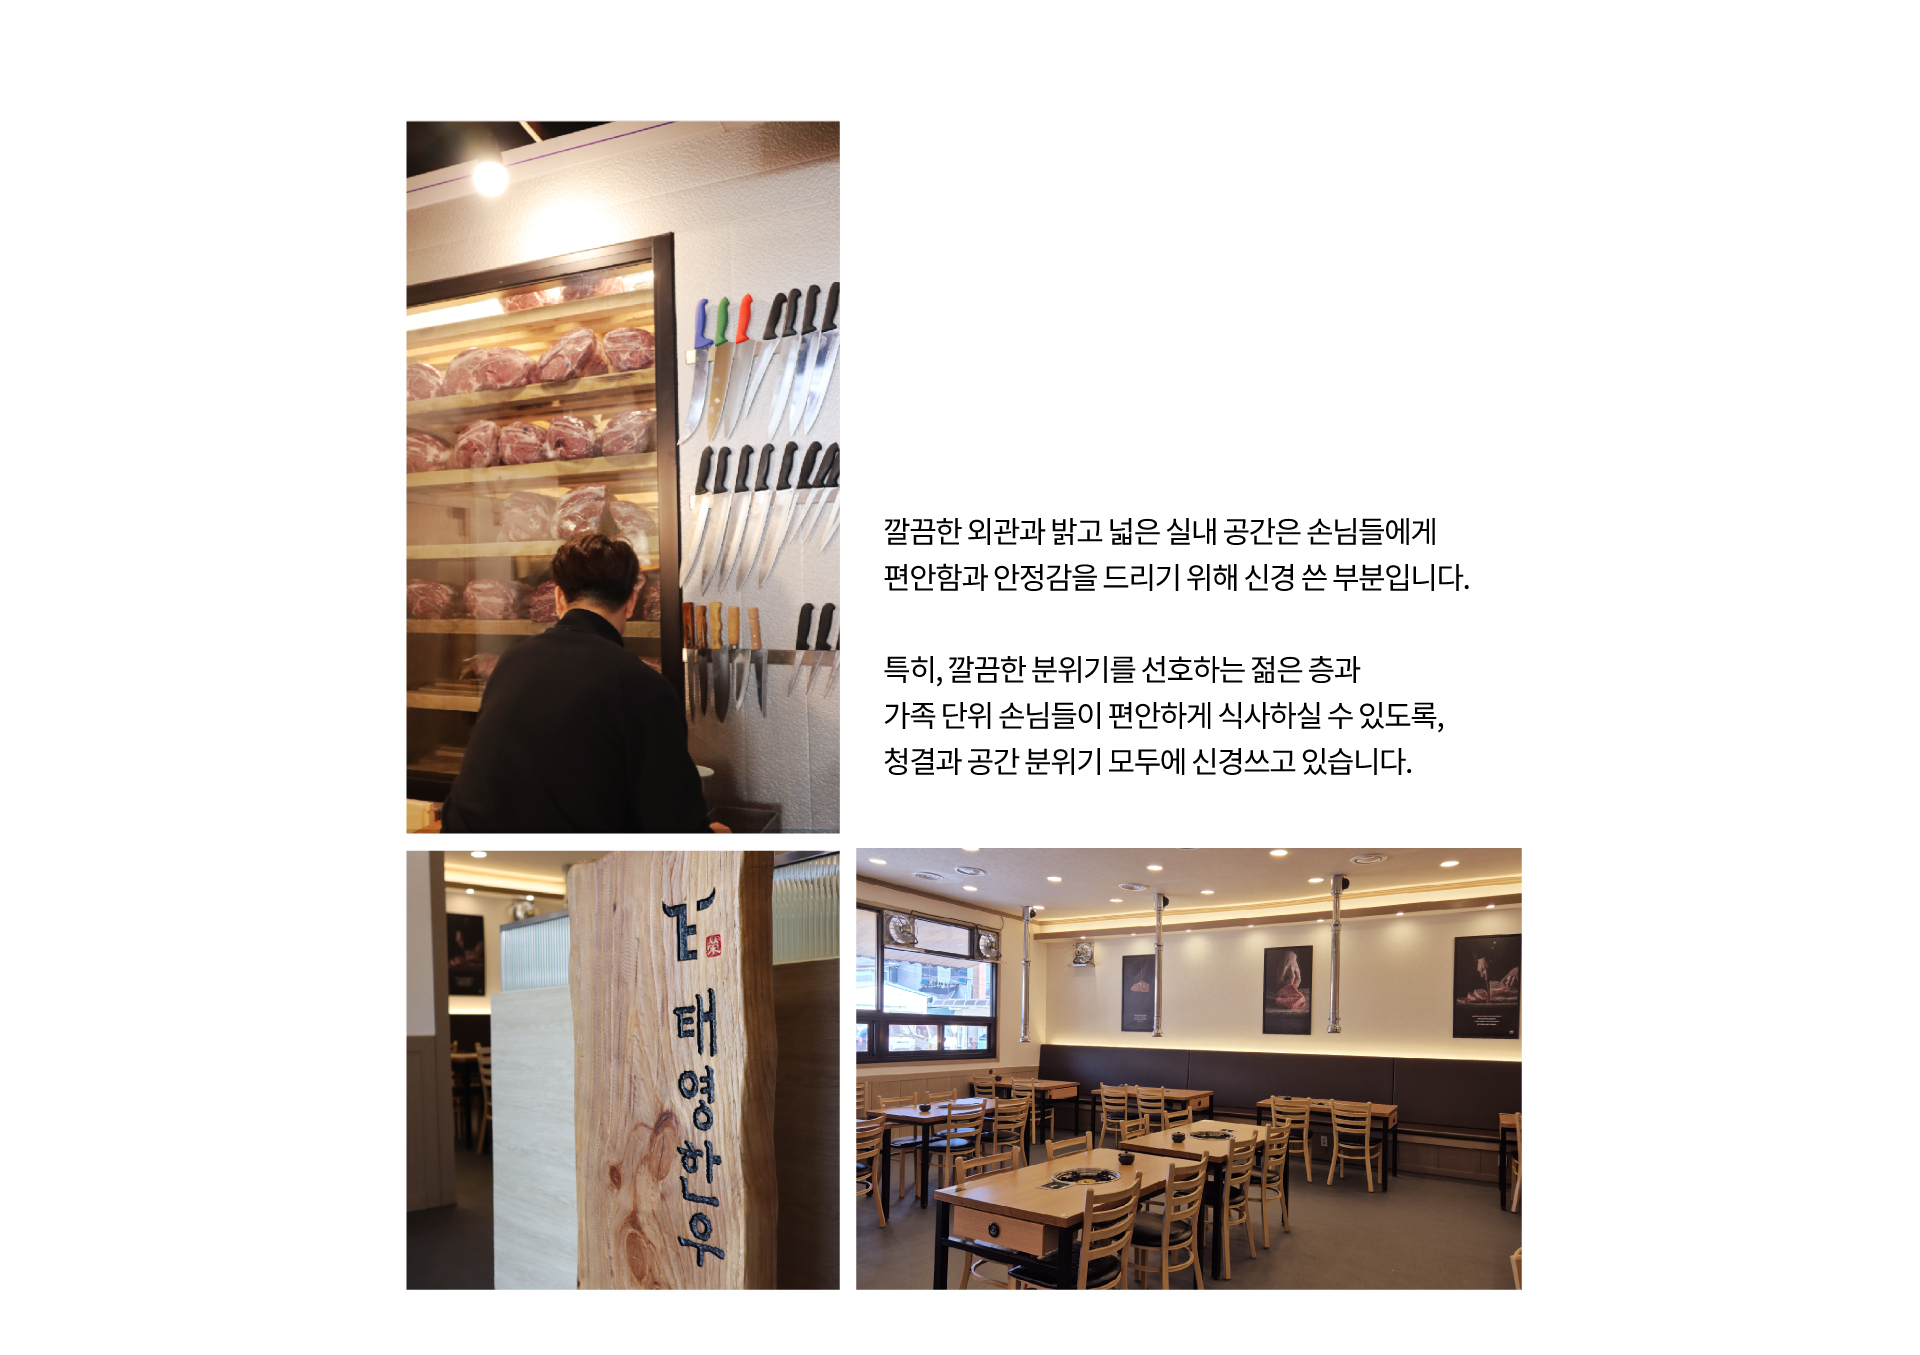 깔끔한 외관과 밝고 넓은 실내 공간은 손님들에게
편안함과 안정감을 드리기 위해 신경 쓴 부분입니다.
특히, 깔끔한 분위기를 선호하는 젊은 층과
가족 단위 손님들이 편안하게 식사하실 수 있도록,
청결과 공간 분위기 모두에 신경쓰고 있습니다.
태영한우